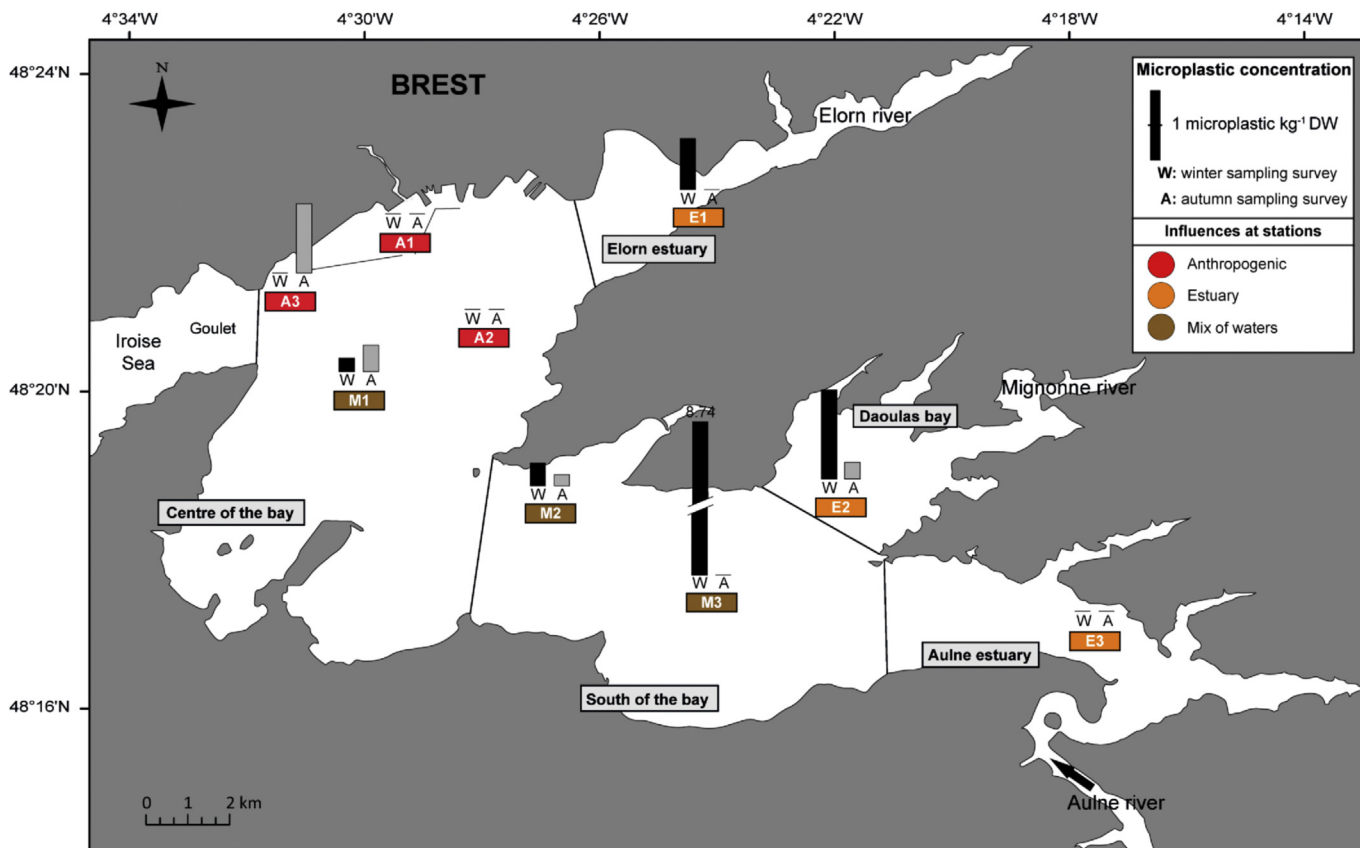 4°34'W 4°30'W 4°26'W 4°22'W 4°18'W 4°14'W
48°24'N
48°20'N
48°16'N
N
BREST
Elorn river
Microplastic concentration
1 microplastic kg⁻¹ DW
W: winter sampling survey
A: autumn sampling survey
Influences at stations
Anthropogenic
Estuary
Mix of waters
W A
E1
Elorn estuary
W A
A1
W A
A3
W A
A2
Iroise
Sea
Goulet
W A
M1
Mignonne river
Daoulas bay
8.74
W A
E2
W A
M2
Centre of the bay
W A
M3
W A
E3
Aulne estuary
South of the bay
Aulne river
0 1 2 km